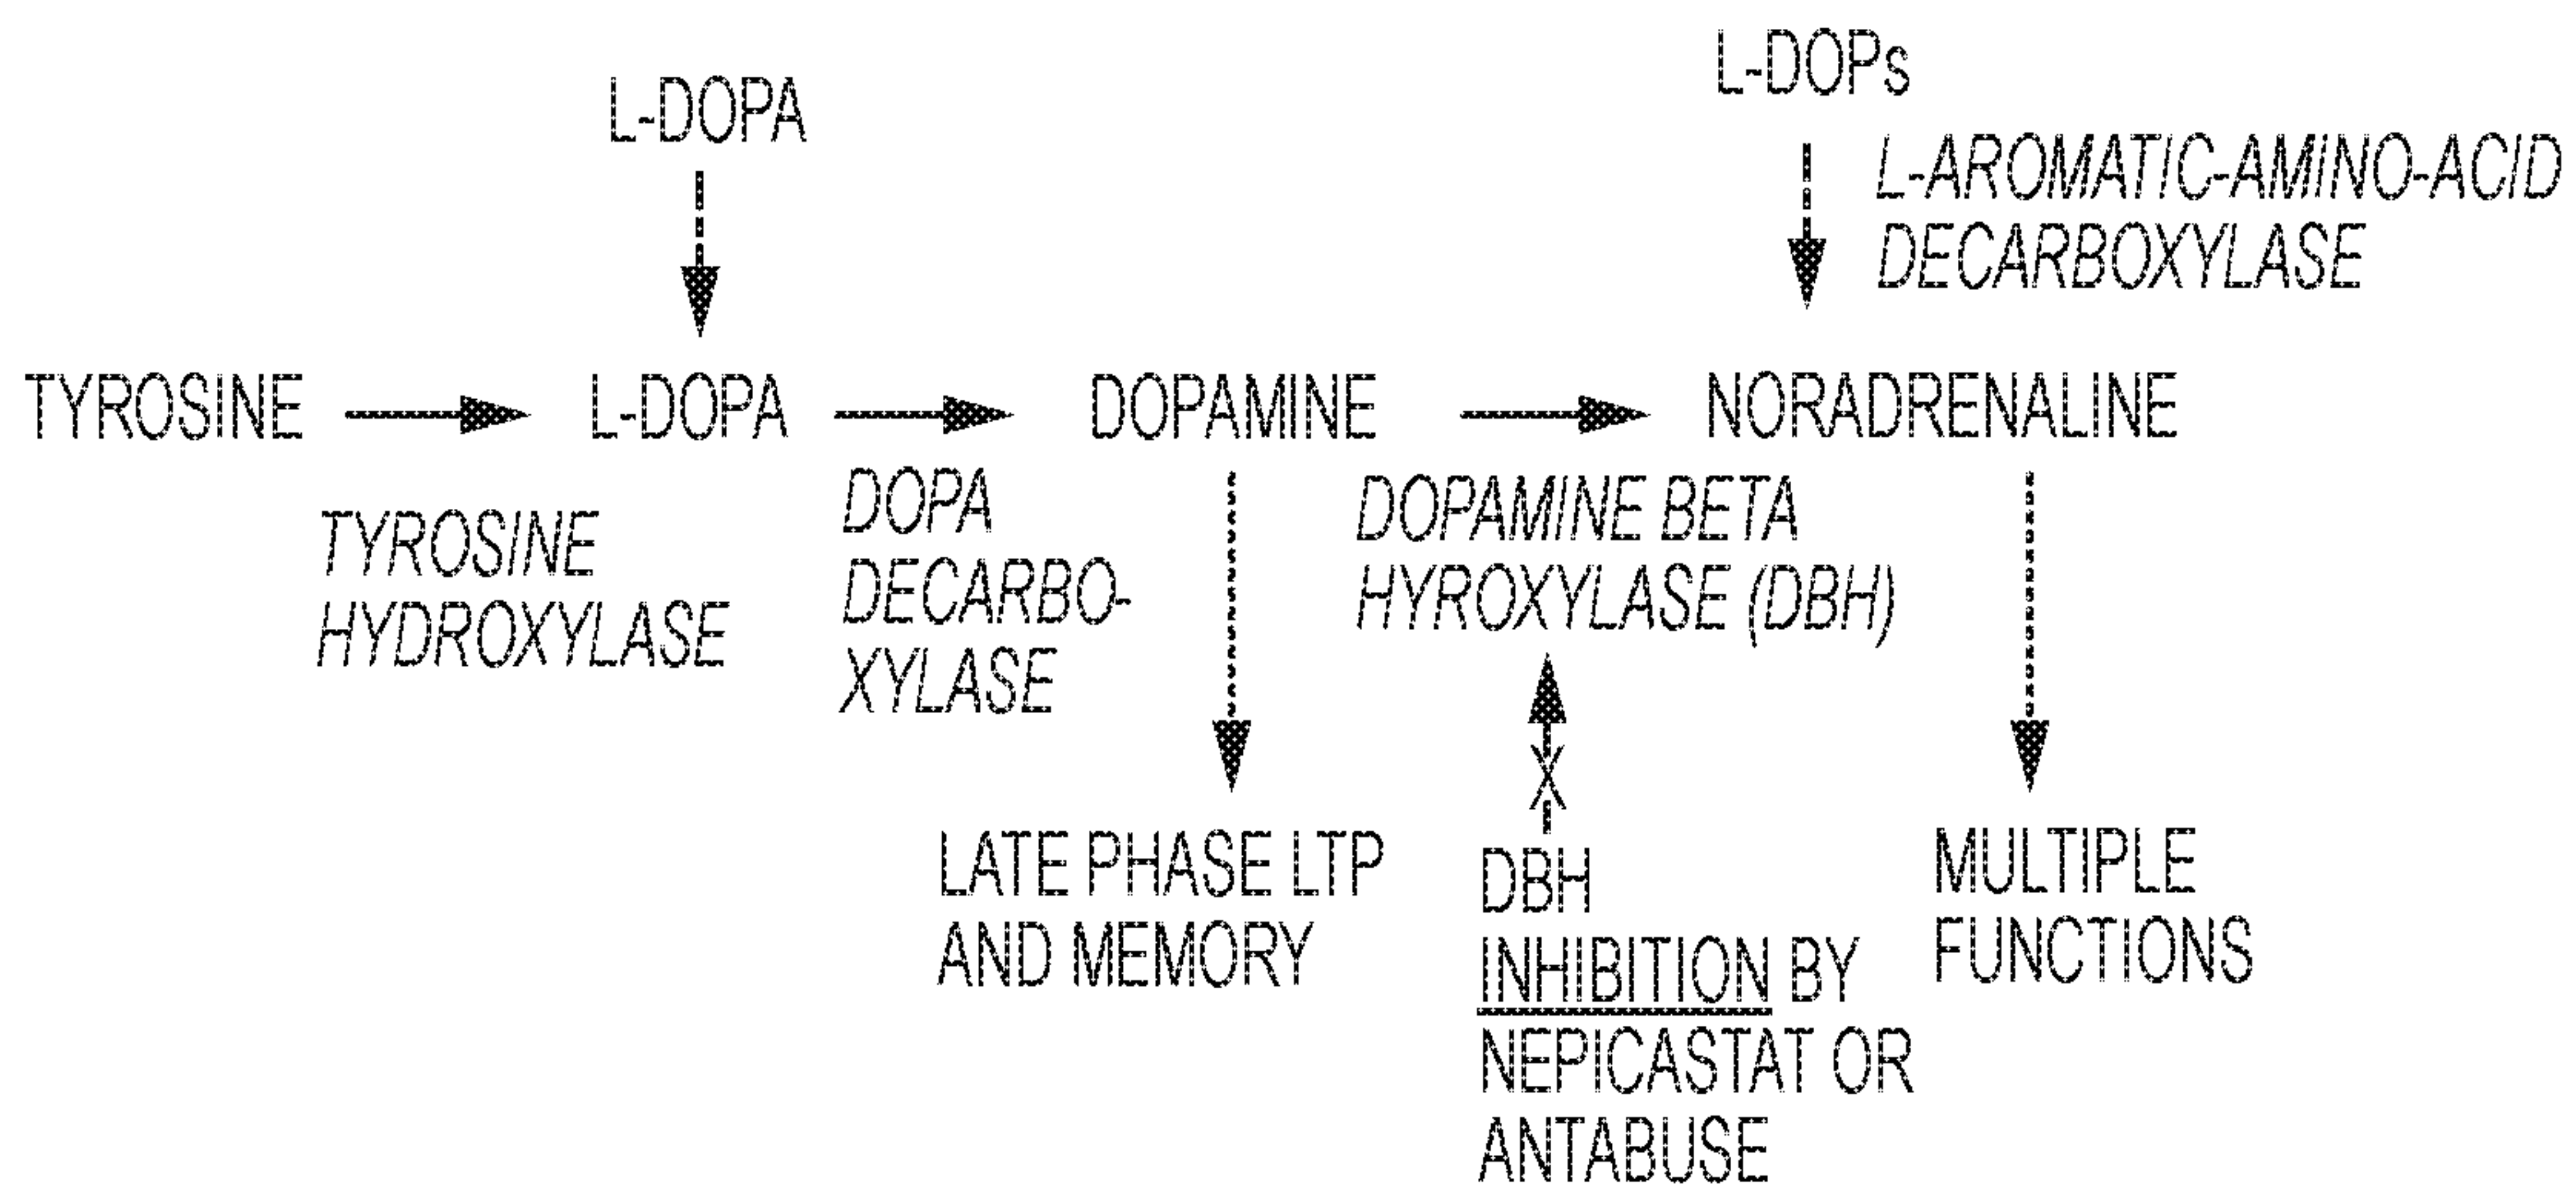 L-DOPA
L-DOPs
L-AROMATIC-AMINO-ACID
DECARBOXYLASE
TYROSINE
L-DOPA
DOPAMINE
NORADRENALINE
TYROSINE
HYDROXYLASE
DOPA
DECARBO-
XYLASE
DOPAMINE BETA
HYROXYLASE (DBH)
X
LATE PHASE LTP
AND MEMORY
DBH
INHIBITION BY
NEPICASTAT OR
ANTABUSE
MULTIPLE
FUNCTIONS